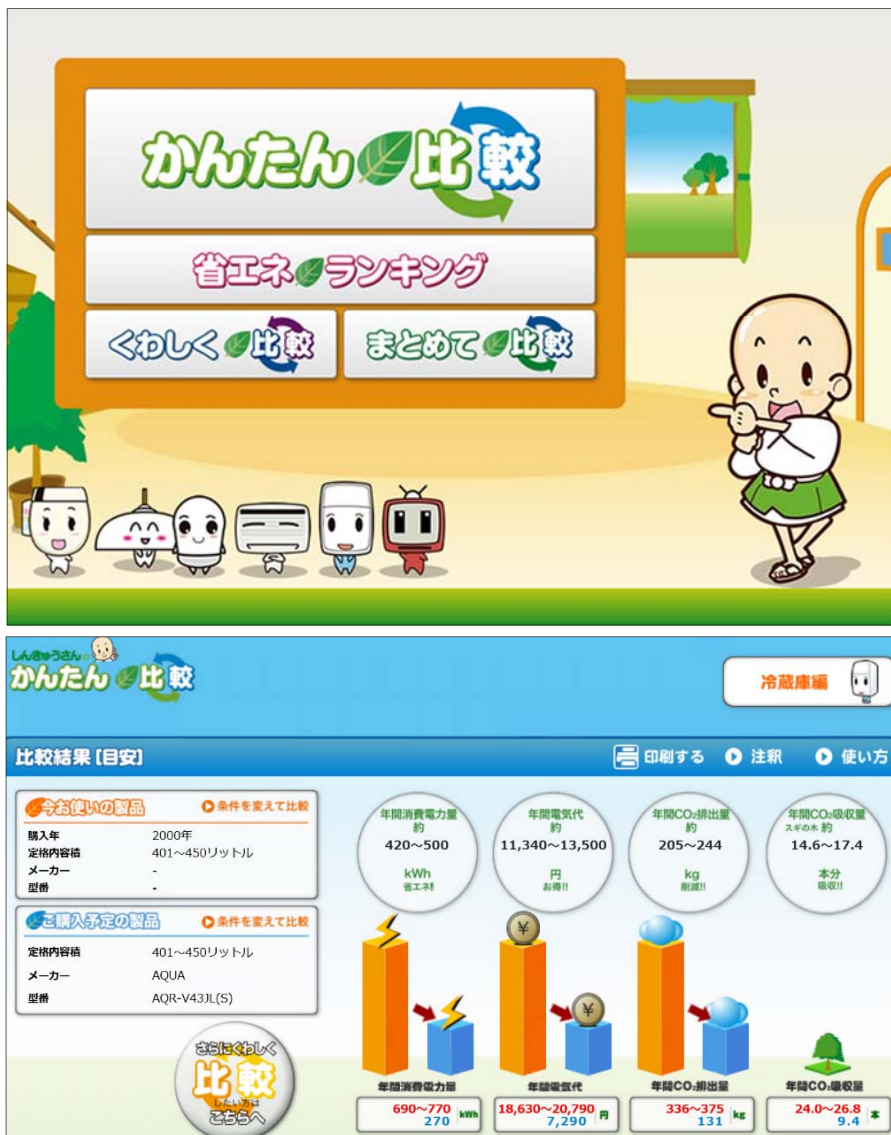 かんたん比較
省エネランキング
くわしく比較
まとめて比較
しんきゅうさんの
かんたん比較
冷蔵庫編
比較結果 [目安]
印刷する
注釈
使い方
今お使いの製品
条件を変えて比較
購入年 2000年
定格内容積 401～450リットル
メーカー -
型番 -
ご購入予定の製品
条件を変えて比較
定格内容積 401～450リットル
メーカー AQUA
型番 AQR-V43JL(S)
さらにくわしく
比較
したい方は
こちらへ
年間消費電力量
約
420～500
kWh
省エネ!
年間電気代
約
11,340～13,500
円
お得!!
年間CO₂排出量
約
205～244
kg
削減!!
年間CO₂吸収量
スギの木 約
14.6～17.4
本分
吸収!!
¥
¥
年間消費電力量
690～770
270
kWh
年間電気代
18,630～20,790
7,290
円
年間CO₂排出量
336～375
131
kg
年間CO₂吸収量
24.0～26.8
9.4
本